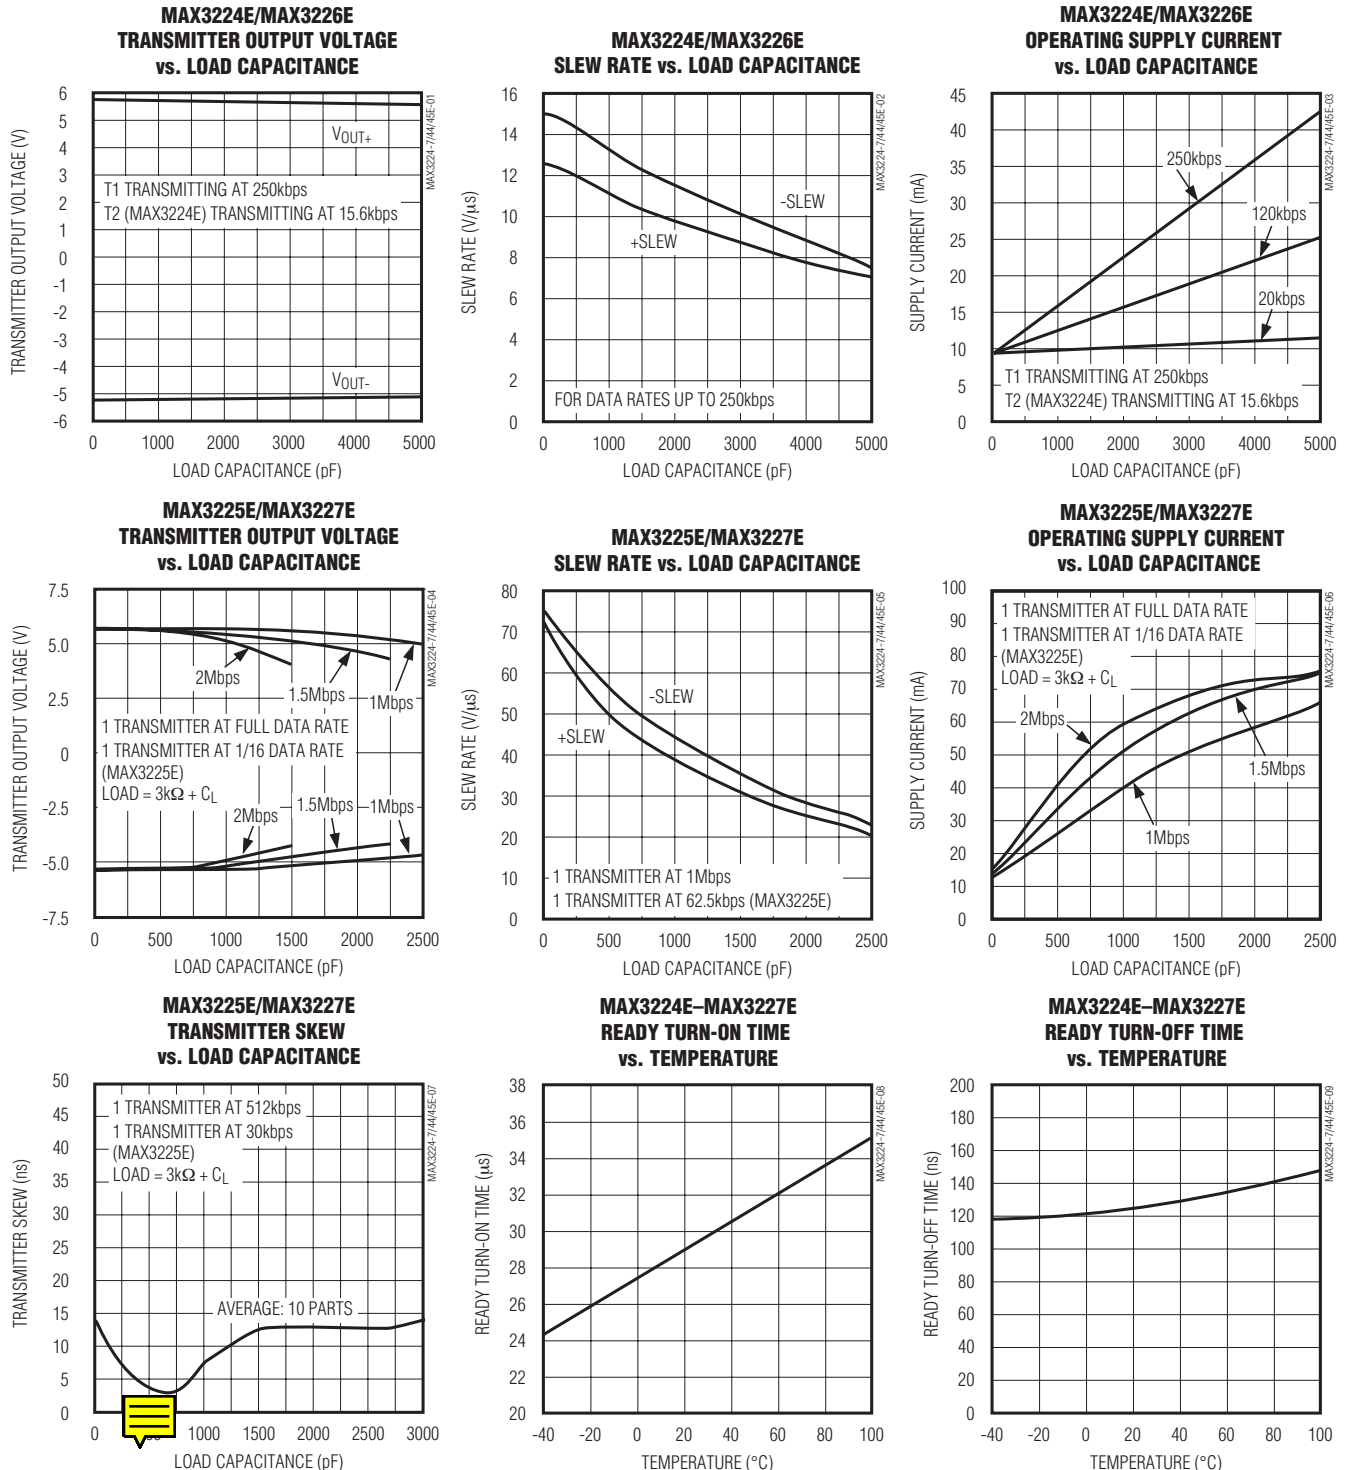 MAX3224E/MAX3226E
TRANSMITTER OUTPUT VOLTAGE
vs. LOAD CAPACITANCE
TRANSMITTER OUTPUT VOLTAGE (V)
6
5
4
3
2
1
0
-1
-2
-3
-4
-5
-6
VOUT+
T1 TRANSMITTING AT 250kbps
T2 (MAX3224E) TRANSMITTING AT 15.6kbps
VOUT-
0 1000 2000 3000 4000 5000
LOAD CAPACITANCE (pF)
MAX3224-7/44/45E-01
MAX3224E/MAX3226E
SLEW RATE vs. LOAD CAPACITANCE
SLEW RATE (V/μs)
16
14
12
10
8
6
4
2
0
-SLEW
+SLEW
FOR DATA RATES UP TO 250kbps
0 1000 2000 3000 4000 5000
LOAD CAPACITANCE (pF)
MAX3224-7/44/45E-02
MAX3224E/MAX3226E
OPERATING SUPPLY CURRENT
vs. LOAD CAPACITANCE
SUPPLY CURRENT (mA)
45
40
35
30
25
20
15
10
5
0
250kbps
120kbps
20kbps
T1 TRANSMITTING AT 250kbps
T2 (MAX3224E) TRANSMITTING AT 15.6kbps
0 1000 2000 3000 4000 5000
LOAD CAPACITANCE (pF)
MAX3224-7/44/45E-03
MAX3225E/MAX3227E
TRANSMITTER OUTPUT VOLTAGE
vs. LOAD CAPACITANCE
TRANSMITTER OUTPUT VOLTAGE (V)
7.5
5.0
2.5
0
-2.5
-5.0
-7.5
2Mbps
1.5Mbps
1Mbps
1 TRANSMITTER AT FULL DATA RATE
1 TRANSMITTER AT 1/16 DATA RATE
(MAX3225E)
LOAD = 3kΩ + CL
2Mbps
1.5Mbps
1Mbps
0 500 1000 1500 2000 2500
LOAD CAPACITANCE (pF)
MAX3224-7/44/45E-04
MAX3225E/MAX3227E
SLEW RATE vs. LOAD CAPACITANCE
SLEW RATE (V/μs)
80
70
60
50
40
30
20
10
0
-SLEW
+SLEW
1 TRANSMITTER AT 1Mbps
1 TRANSMITTER AT 62.5kbps (MAX3225E)
0 500 1000 1500 2000 2500
LOAD CAPACITANCE (pF)
MAX3224-7/44/45E-05
MAX3225E/MAX3227E
OPERATING SUPPLY CURRENT
vs. LOAD CAPACITANCE
SUPPLY CURRENT (mA)
100
90
80
70
60
50
40
30
20
10
0
1 TRANSMITTER AT FULL DATA RATE
1 TRANSMITTER AT 1/16 DATA RATE
(MAX3225E)
LOAD = 3kΩ + CL
2Mbps
1.5Mbps
1Mbps
0 500 1000 1500 2000 2500
LOAD CAPACITANCE (pF)
MAX3224-7/44/45E-06
MAX3225E/MAX3227E
TRANSMITTER SKEW
vs. LOAD CAPACITANCE
TRANSMITTER SKEW (ns)
50
45
40
35
30
25
20
15
10
5
0
1 TRANSMITTER AT 512kbps
1 TRANSMITTER AT 30kbps
(MAX3225E)
LOAD = 3kΩ + CL
AVERAGE: 10 PARTS
0 1000 1500 2000 2500 3000
LOAD CAPACITANCE (pF)
MAX3224-7/44/45E-07
MAX3224E–MAX3227E
READY TURN-ON TIME
vs. TEMPERATURE
READY TURN-ON TIME (μs)
38
36
34
32
30
28
26
24
22
20
-40 -20 0 20 40 60 80 100
TEMPERATURE (°C)
MAX3224-7/44/45E-08
MAX3224E–MAX3227E
READY TURN-OFF TIME
vs. TEMPERATURE
READY TURN-OFF TIME (ns)
200
180
160
140
120
100
80
60
40
20
0
-40 -20 0 20 40 60 80 100
TEMPERATURE (°C)
MAX3224-7/44/45E-09